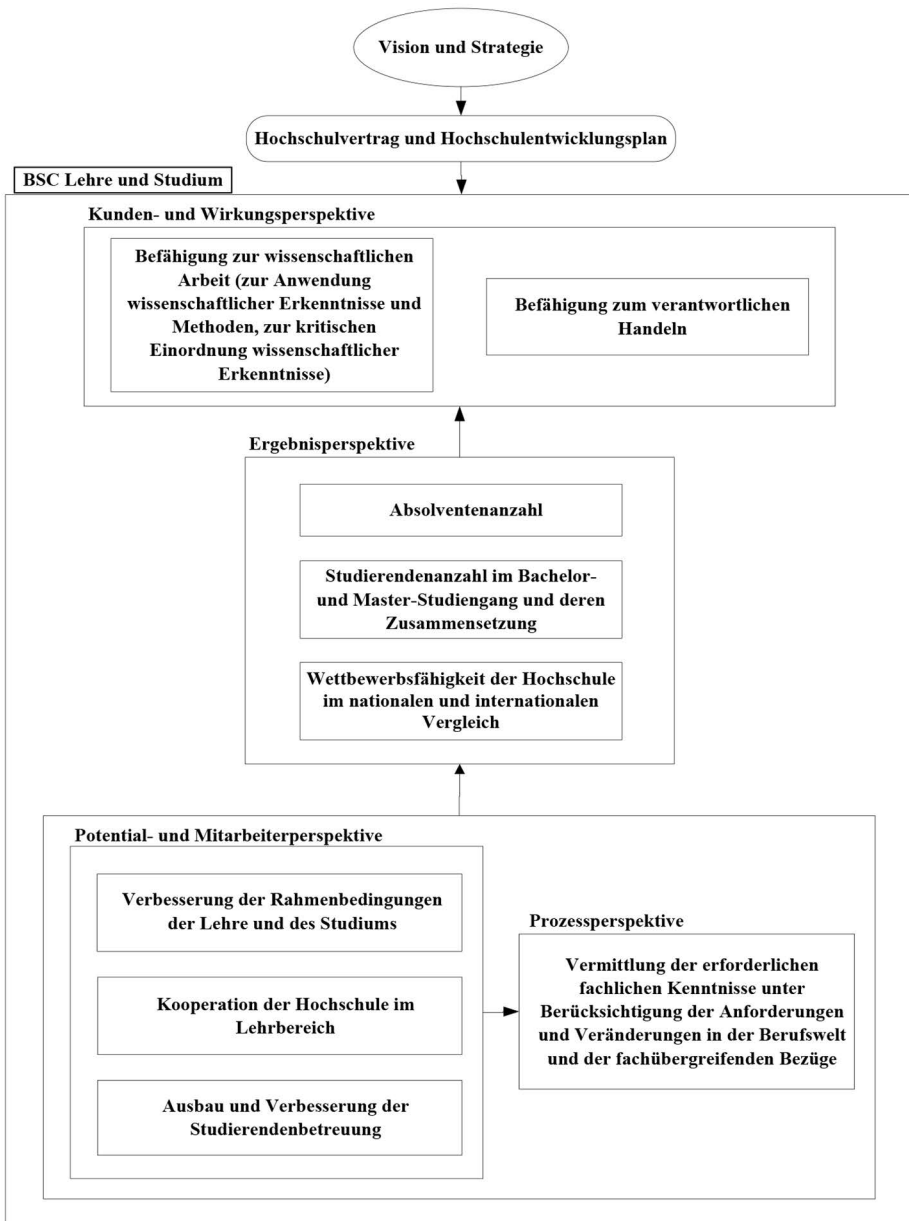 Vision und Strategie
Hochschulvertrag und Hochschulentwicklungsplan
BSC Lehre und Studium
Kunden- und Wirkungsperspektive
Befähigung zur wissenschaftlichen
Arbeit (zur Anwendung
wissenschaftlicher Erkenntnisse und
Methoden, zur kritischen
Einordnung wissenschaftlicher
Erkenntnisse)
Befähigung zum verantwortlichen
Handeln
Ergebnisperspektive
Absolventenanzahl
Studierendenanzahl im Bachelor-
und Master-Studiengang und deren
Zusammensetzung
Wettbewerbsfähigkeit der Hochschule
im nationalen und internationalen
Vergleich
Potential- und Mitarbeiterperspektive
Verbesserung der Rahmenbedingungen
der Lehre und des Studiums
Kooperation der Hochschule im
Lehrbereich
Ausbau und Verbesserung der
Studierendenbetreuung
Prozessperspektive
Vermittlung der erforderlichen
fachlichen Kenntnisse unter
Berücksichtigung der Anforderungen
und Veränderungen in der Berufswelt
und der fachübergreifenden Bezüge